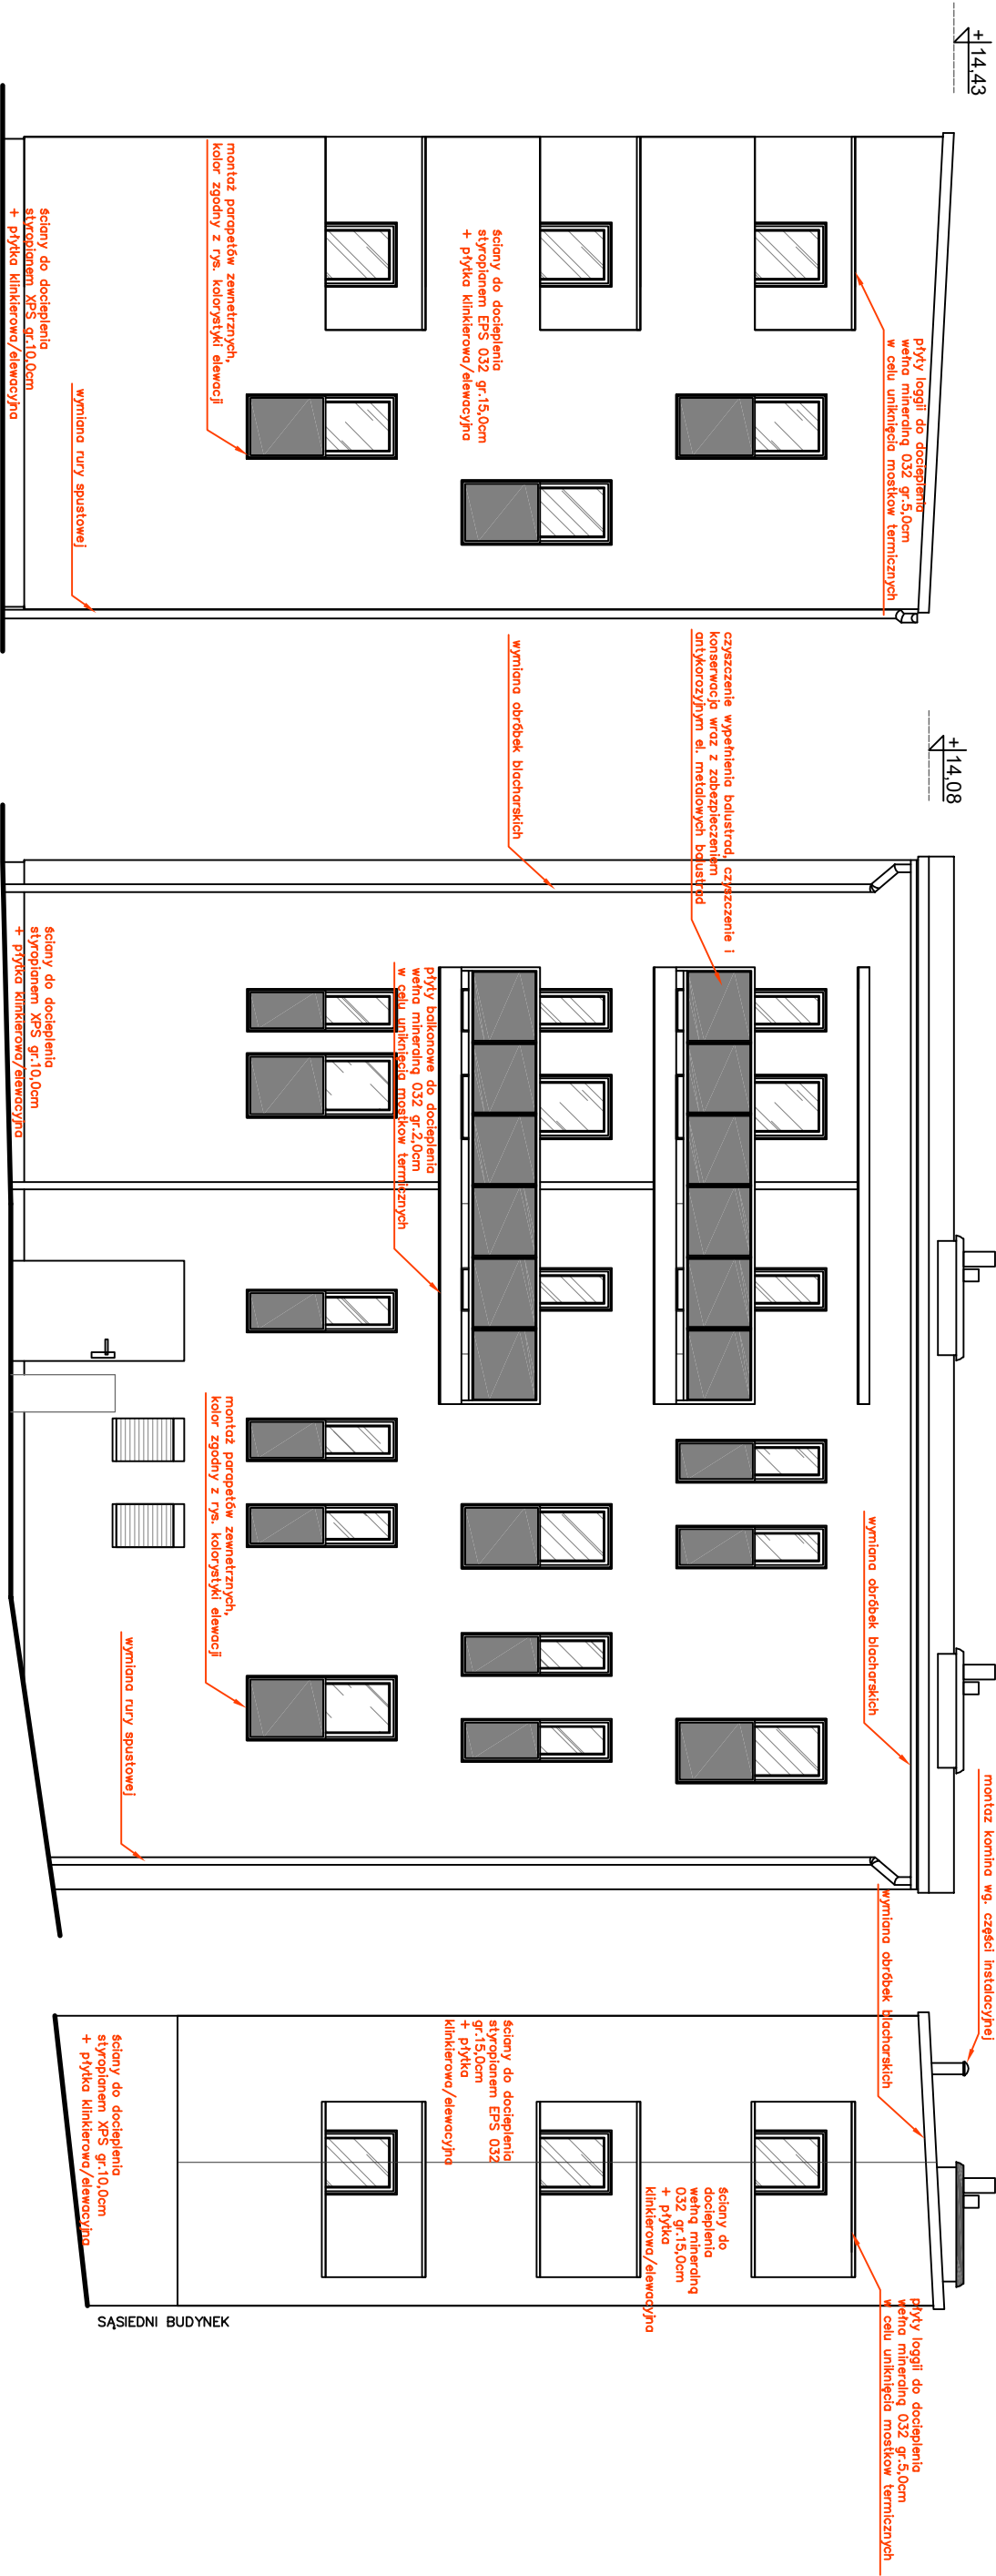 +14,43
płyty loggii do docieplenia
wełna mineralną 032 gr.5,0cm
w celu uniknięcia mostków termicznych
ściany do docieplenia
styropianem EPS 032 gr.15,0cm
+ płytka klinkierowa/elewacyjna
montaż parapetów zewnetrznych,
kolor zgodny z rys. kolorystyki elewacji
wymiana rury spustowej
ściany do docieplenia
styropianem XPS gr.10,0cm
+ płytka klinkierowa/elewacyjna
+14,08
czyszczenie wypełnienia balustrad, czyszczenie i
konserwacja wraz z zabezpieczeniem
antykorozyjnym el. metalowych balustrad
wymiana obróbek blacharskich
płyty balkonowe do docieplenia
wełna mineralną 032 gr.2,0cm
w celu uniknięcia mostków termicznych
ściany do docieplenia
styropianem XPS gr.10,0cm
+ płytka klinkierowa/elewacyjna
wymiana obróbek blacharskich
montaż parapetów zewnetrznych,
kolor zgodny z rys. kolorystyki elewacji
wymiana rury spustowej
montaz komina wg. części instalacyjnej
wymiana obróbek blacharskich
płyty loggii do docieplenia
wełna mineralną 032 gr.5,0cm
w celu uniknięcia mostków termicznych
ściany do
docieplenia
wełną mineralną
032 gr.15,0cm
+ płytka
klinkierowa/elewacyjna
ściany do docieplenia
styropianem EPS 032
gr.15,0cm
+ płytka
klinkierowa/elewacyjna
ściany do docieplenia
styropianem XPS gr.10,0cm
+ płytka klinkierowa/elewacyjna
SĄSIEDNI BUDYNEK